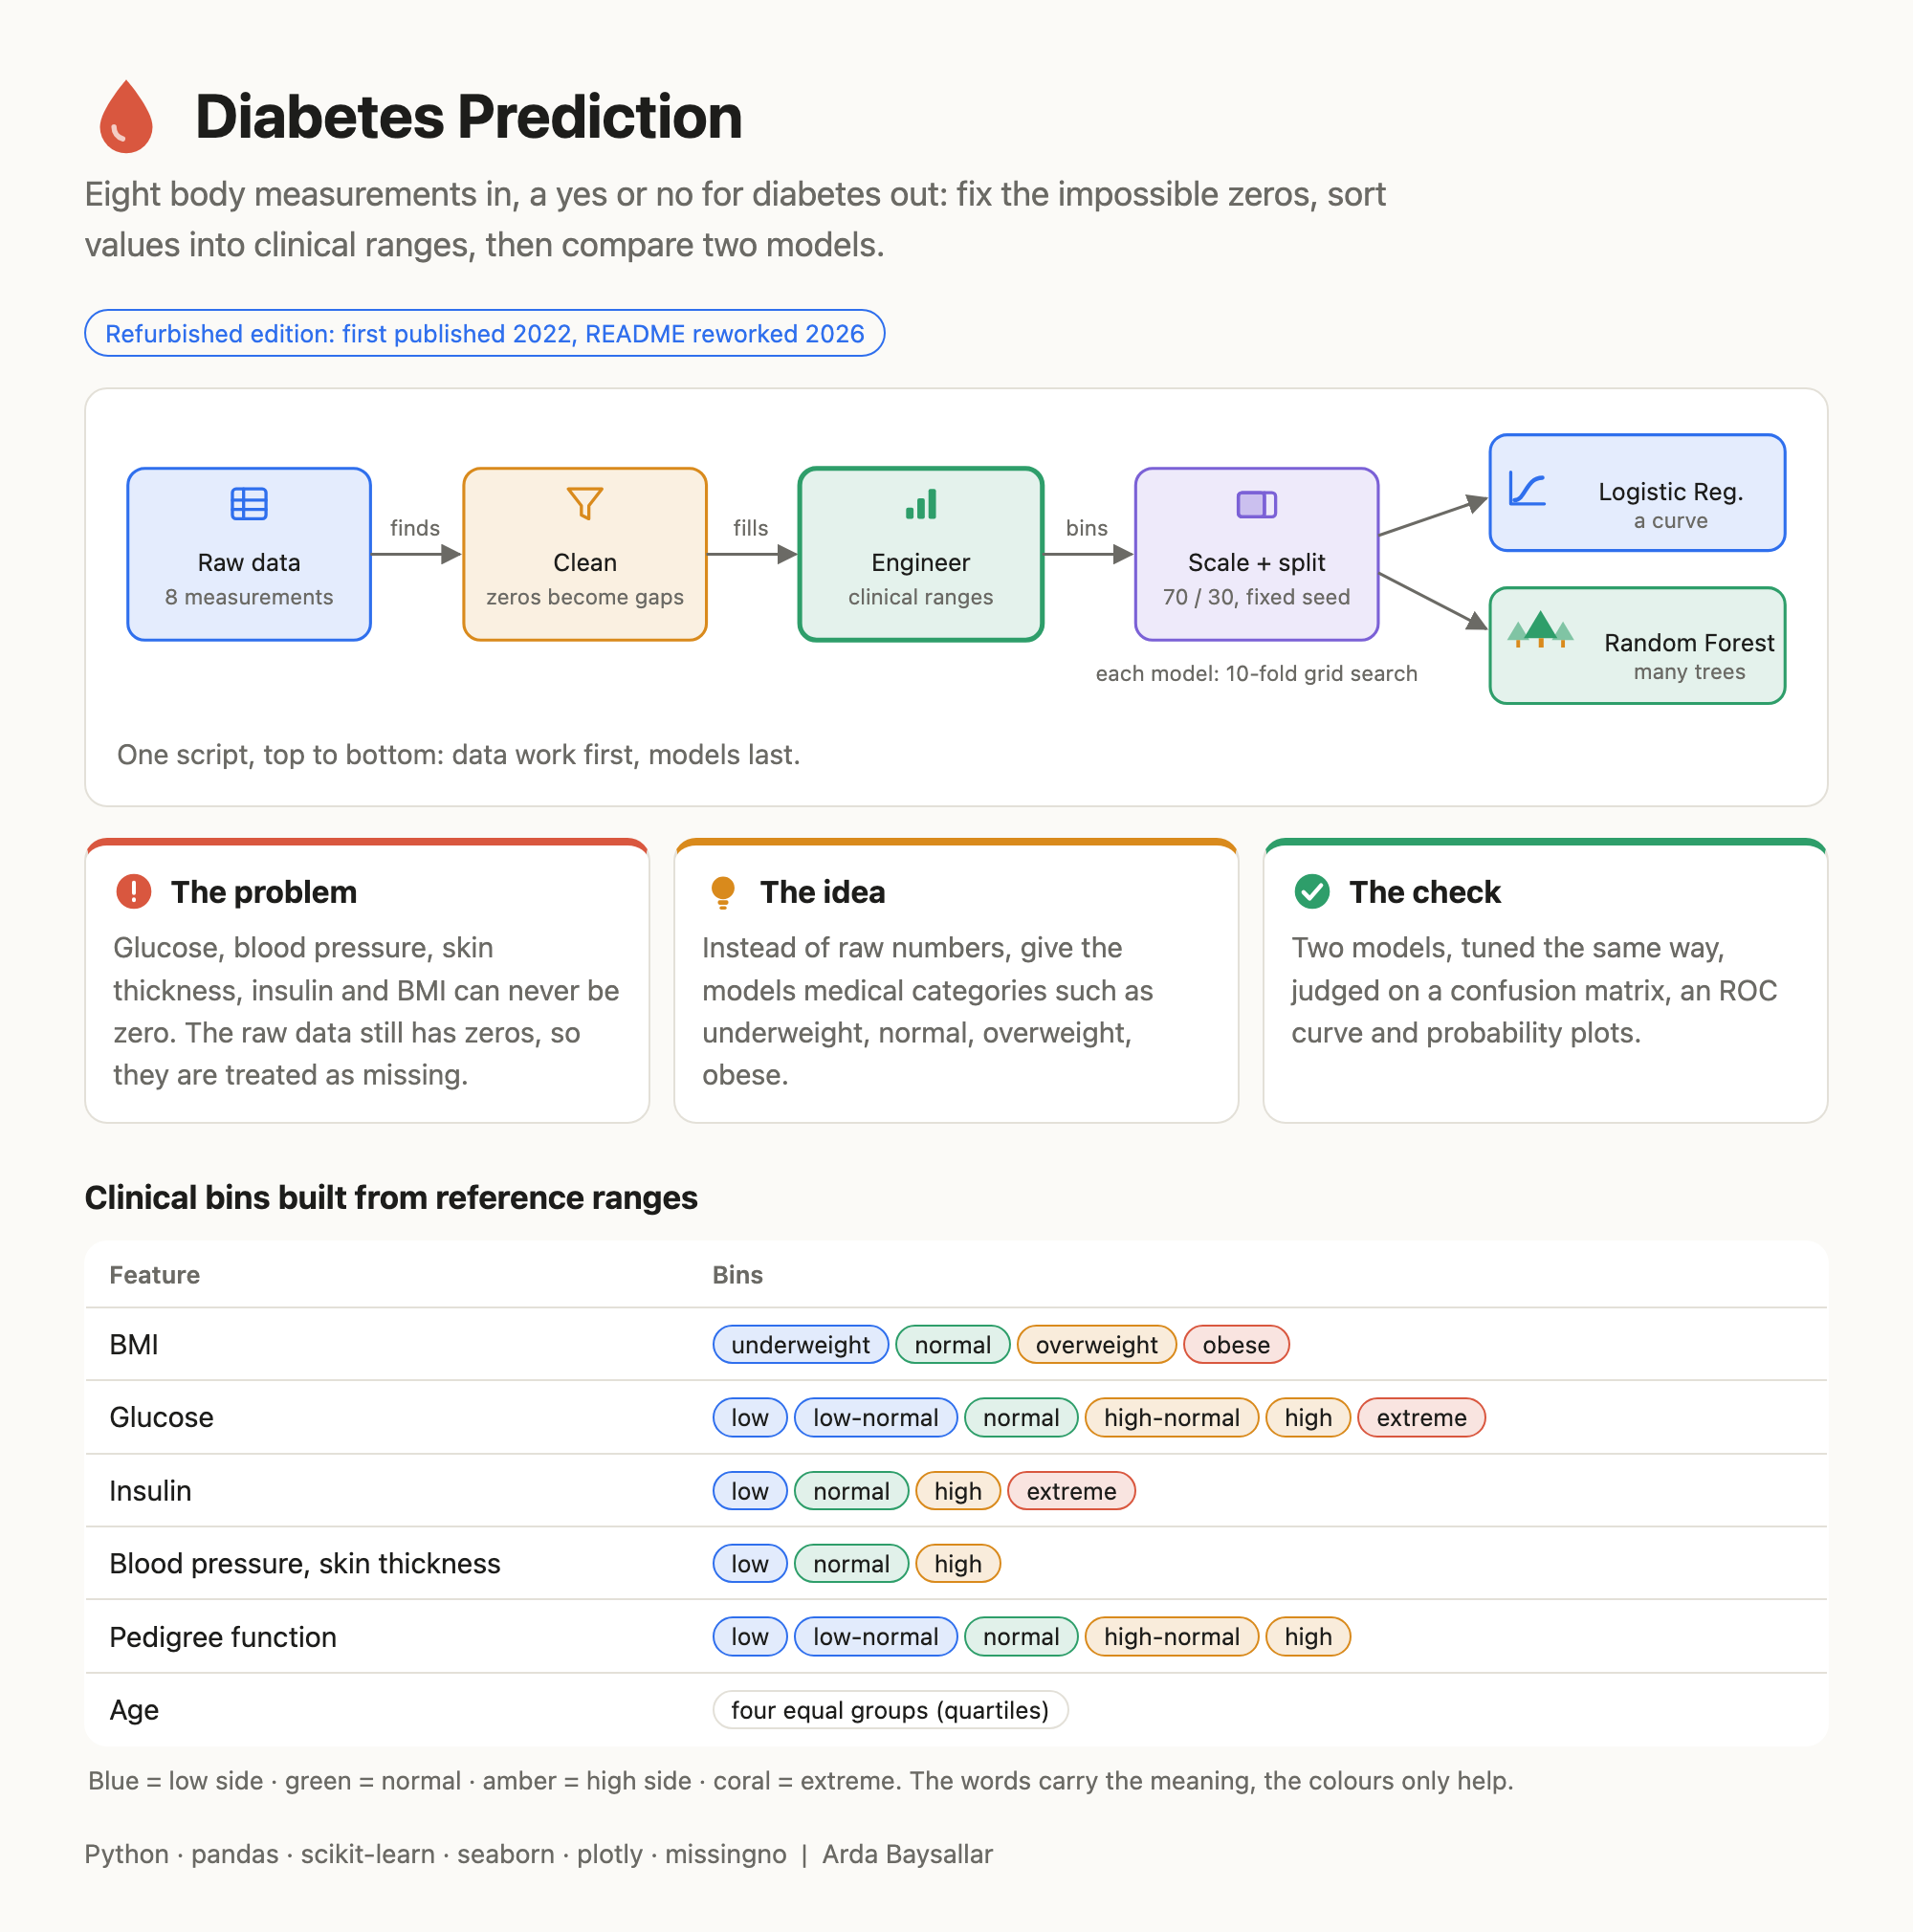 Diabetes Prediction
Eight body measurements in, a yes or no for diabetes out: fix the impossible zeros, sort
values into clinical ranges, then compare two models.
Refurbished edition: first published 2022, README reworked 2026
Raw data
8 measurements
finds
Clean
zeros become gaps
fills
Engineer
clinical ranges
bins
Scale + split
70 / 30, fixed seed
each model: 10-fold grid search
Logistic Reg.
a curve
Random Forest
many trees
One script, top to bottom: data work first, models last.
The problem
Glucose, blood pressure, skin
thickness, insulin and BMI can never be
zero. The raw data still has zeros, so
they are treated as missing.
The idea
Instead of raw numbers, give the
models medical categories such as
underweight, normal, overweight,
obese.
The check
Two models, tuned the same way,
judged on a confusion matrix, an ROC
curve and probability plots.
Clinical bins built from reference ranges
Feature Bins
BMI underweight normal overweight obese
Glucose low low-normal normal high-normal high extreme
Insulin low normal high extreme
Blood pressure, skin thickness low normal high
Pedigree function low low-normal normal high-normal high
Age four equal groups (quartiles)
Blue = low side · green = normal · amber = high side · coral = extreme. The words carry the meaning, the colours only help.
Python · pandas · scikit-learn · seaborn · plotly · missingno | Arda Baysallar